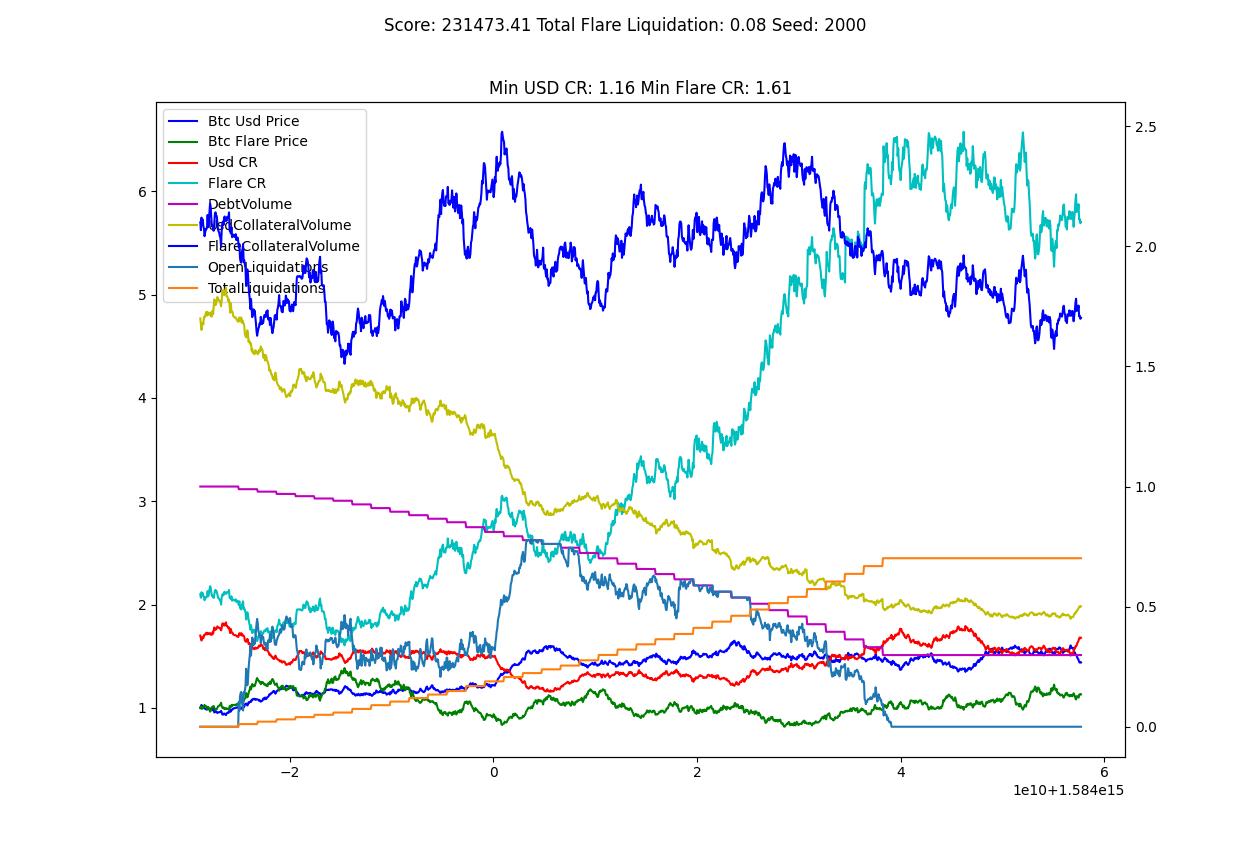 Score: 231473.41 Total Flare Liquidation: 0.08 Seed: 2000
Min USD CR: 1.16 Min Flare CR: 1.61
Btc Usd Price
Btc Flare Price
Usd CR
Flare CR
DebtVolume
UsdCollateralVolume
FlareCollateralVolume
OpenLiquidations
TotalLiquidations
6
5
4
3
2
1
2.5
2.0
1.5
1.0
0.5
0.0
−2
0
2
4
6
1e10+1.584e15